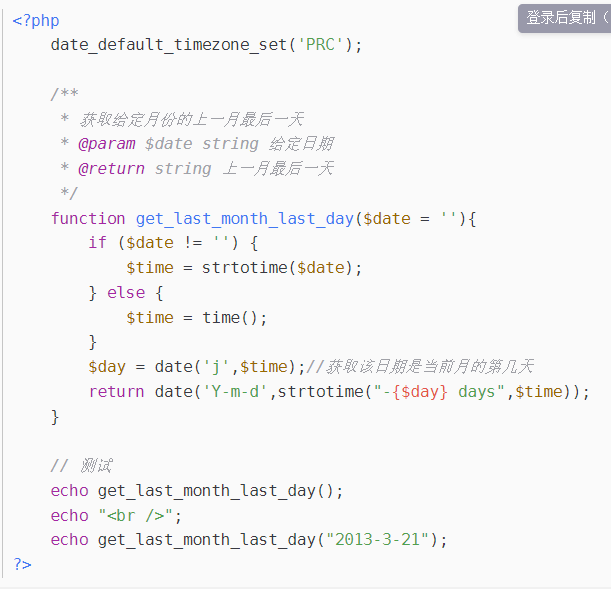 登录后复制（
<?php
date_default_timezone_set('PRC');
/**
* 获取给定月份的上一月最后一天
* @param $date string 给定日期
* @return string 上一月最后一天
*/
function get_last_month_last_day($date = ''){
if ($date != '') {
$time = strtotime($date);
} else {
$time = time();
}
$day = date('j',$time);//获取该日期是当前月的第几天
return date('Y-m-d',strtotime("-{$day} days",$time));
}
// 测试
echo get_last_month_last_day();
echo "<br />";
echo get_last_month_last_day("2013-3-21");
?>